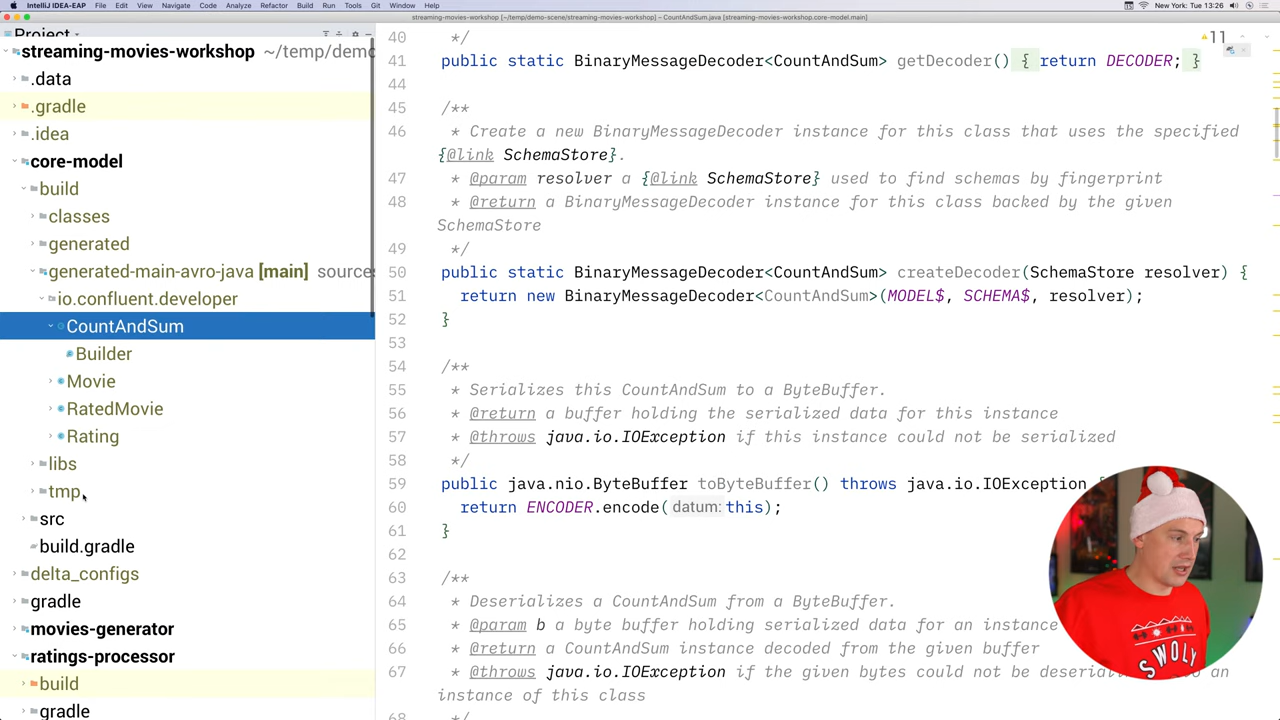 IntelliJ IDEA-EAP File Edit View Navigate Code Analyze Refactor Build Run Tools Git Window Help New York: Tue 13:26
streaming-movies-workshop [~/temp/demo-scene/streaming-movies-workshop] – CountAndSum.java [streaming-movies-workshop.core-model.main]
Project
streaming-movies-workshop ~/temp/demo
.data
.gradle
.idea
core-model
build
classes
generated
generated-main-avro-java [main] source
io.confluent.developer
CountAndSum
Builder
Movie
RatedMovie
Rating
libs
tmp
src
build.gradle
delta_configs
gradle
movies-generator
ratings-processor
build
gradle
11
40 */
41 public static BinaryMessageDecoder<CountAndSum> getDecoder() { return DECODER; }
44
45 /**
46 * Create a new BinaryMessageDecoder instance for this class that uses the specified
{@link SchemaStore}.
47 * @param resolver a {@link SchemaStore} used to find schemas by fingerprint
48 * @return a BinaryMessageDecoder instance for this class backed by the given
SchemaStore
49 */
50 public static BinaryMessageDecoder<CountAndSum> createDecoder(SchemaStore resolver) {
51 return new BinaryMessageDecoder<CountAndSum>(MODEL$, SCHEMA$, resolver);
52 }
53
54 /**
55 * Serializes this CountAndSum to a ByteBuffer.
56 * @return a buffer holding the serialized data for this instance
57 * @throws java.io.IOException if this instance could not be serialized
58 */
59 public java.nio.ByteBuffer toByteBuffer() throws java.io.IOException {
60 return ENCODER.encode( datum: this);
61 }
62
63 /**
64 * Deserializes a CountAndSum from a ByteBuffer.
65 * @param b a byte buffer holding serialized data for an instance
66 * @return a CountAndSum instance decoded from the given buffer
67 * @throws java.io.IOException if the given bytes could not be deseria an
instance of this class
68 */
SWOLY